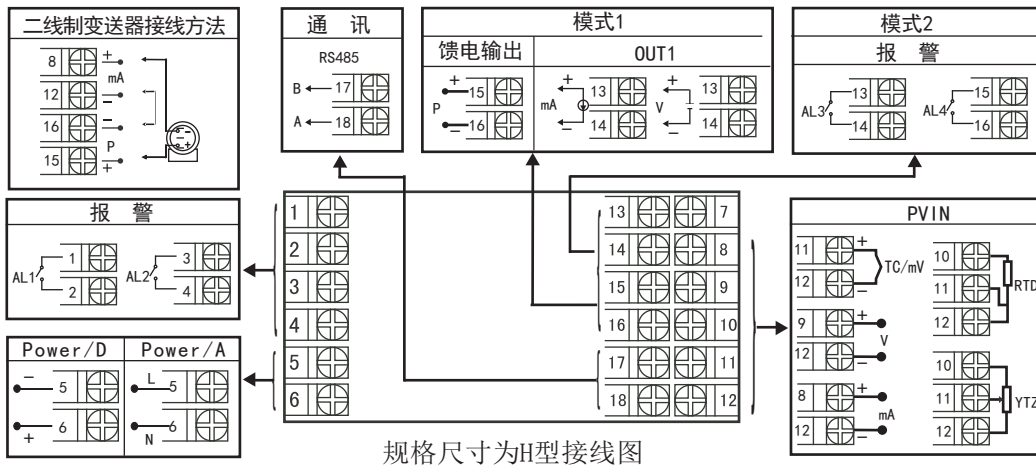 二线制变送器接线方法
8 + mA
12 −
16 − P
15 +
− +
通 讯
RS485
B 17
A 18
模式1
馈电输出 OUT1
+ 15 P
− 16
+ 13 mA
− 14
+ 13 V
− 14
模式2
报 警
13 AL3 14
15 AL4 16
报 警
AL1 1 2
AL2 3 4
Power/D Power/A
− 5 L 5
+ 6 N 6
1 13 7
2 14 8
3 15 9
4 16 10
5 17 11
6 18 12
PVIN
11 + TC/mV
12 −
10 11 12 RTD
9 + V
12 −
10 11 12 YTZ
8 + mA
12 −
规格尺寸为H型接线图